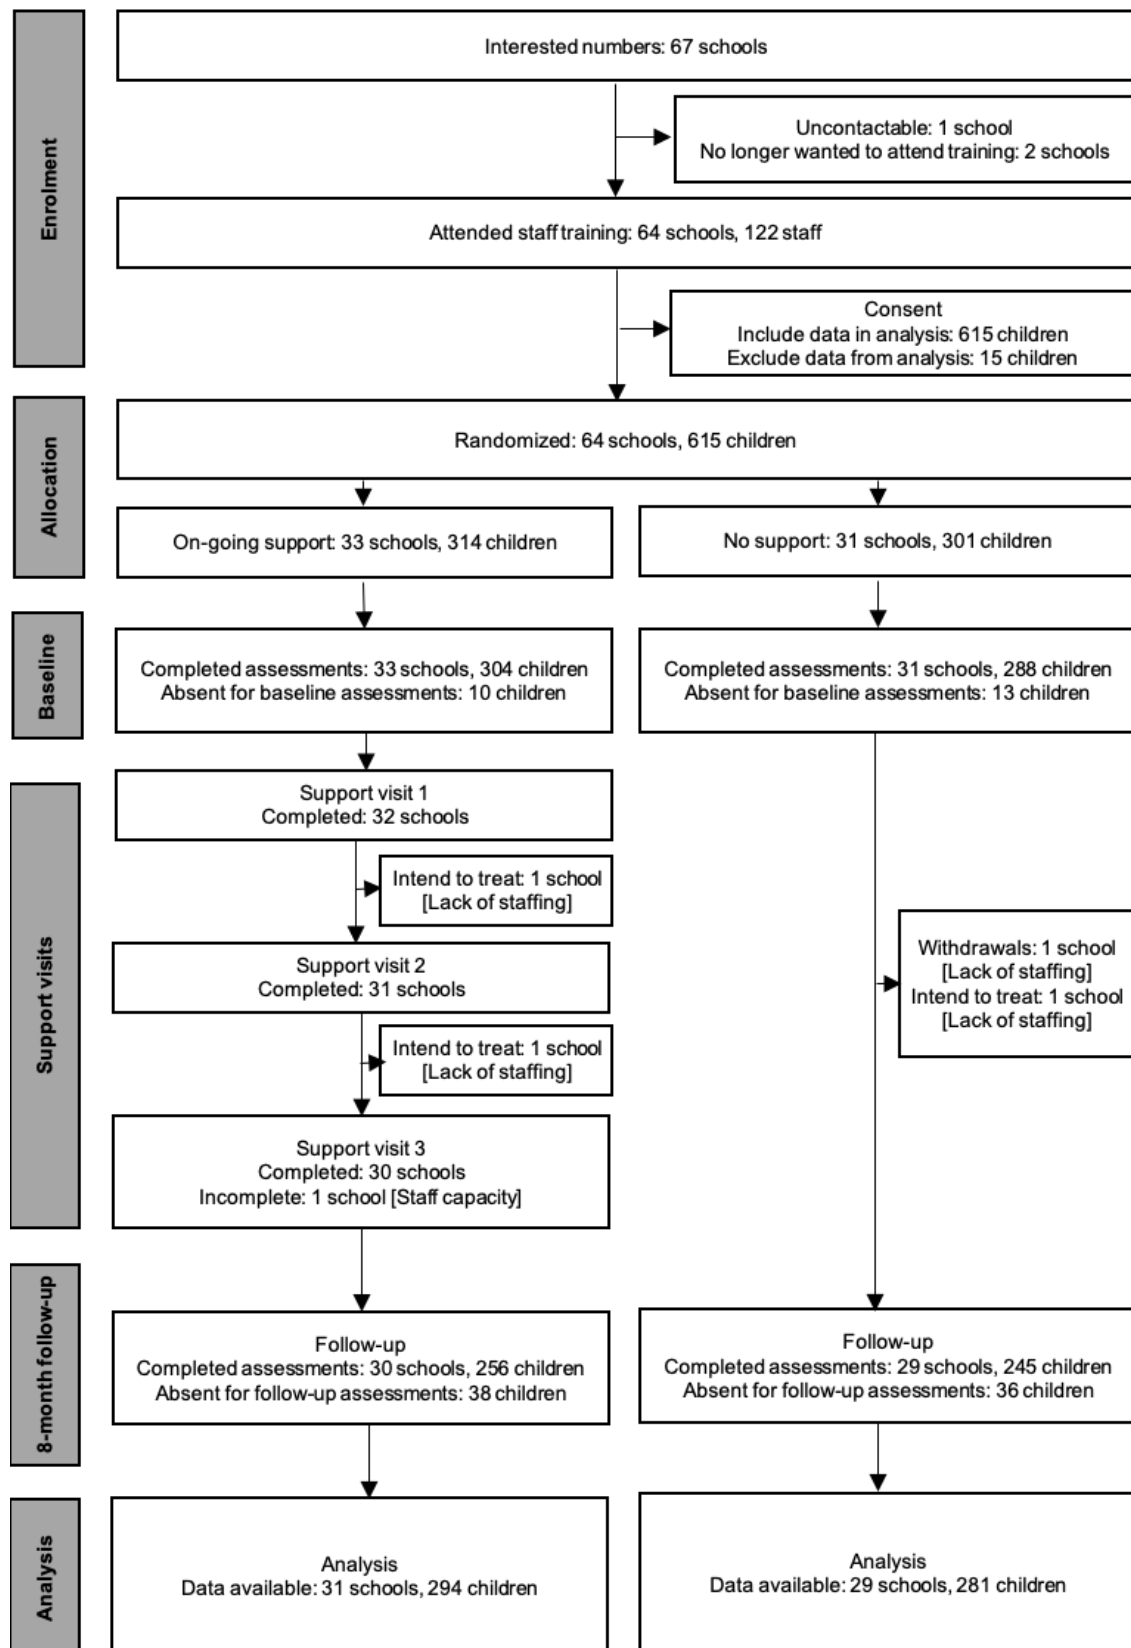 Enrolment
Interested numbers: 67 schools
Uncontactable: 1 school
No longer wanted to attend training: 2 schools
Attended staff training: 64 schools, 122 staff
Consent
Include data in analysis: 615 children
Exclude data from analysis: 15 children
Allocation
Randomized: 64 schools, 615 children
On-going support: 33 schools, 314 children
No support: 31 schools, 301 children
Baseline
Completed assessments: 33 schools, 304 children
Absent for baseline assessments: 10 children
Completed assessments: 31 schools, 288 children
Absent for baseline assessments: 13 children
Support visits
Support visit 1
Completed: 32 schools
Intend to treat: 1 school
[Lack of staffing]
Support visit 2
Completed: 31 schools
Intend to treat: 1 school
[Lack of staffing]
Support visit 3
Completed: 30 schools
Incomplete: 1 school [Staff capacity]
Withdrawals: 1 school
[Lack of staffing]
Intend to treat: 1 school
[Lack of staffing]
8-month follow-up
Follow-up
Completed assessments: 30 schools, 256 children
Absent for follow-up assessments: 38 children
Follow-up
Completed assessments: 29 schools, 245 children
Absent for follow-up assessments: 36 children
Analysis
Analysis
Data available: 31 schools, 294 children
Analysis
Data available: 29 schools, 281 children